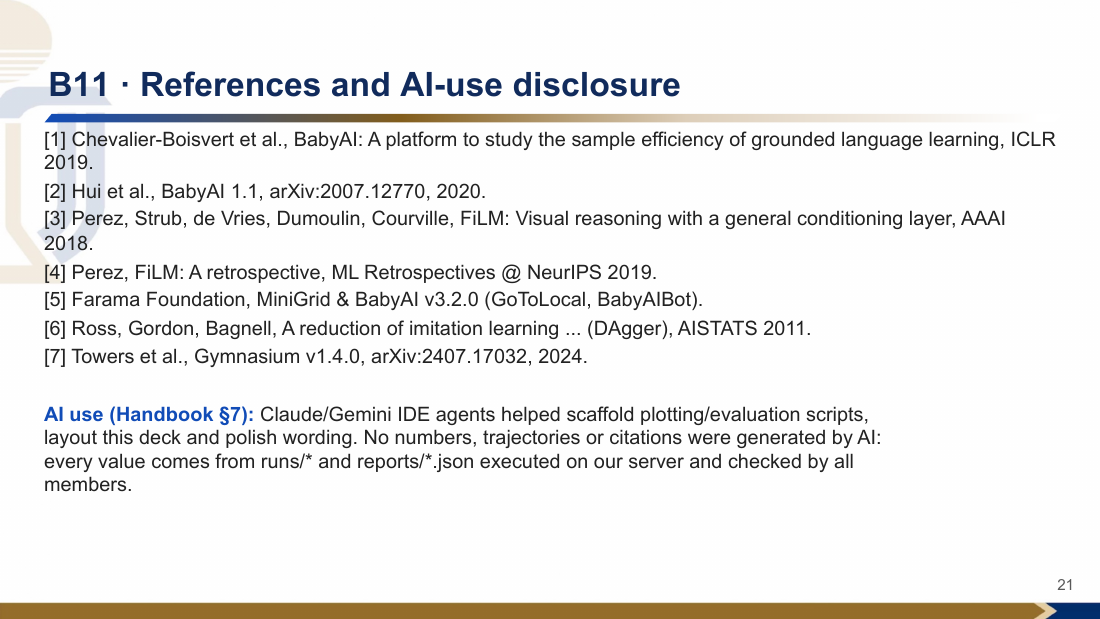 B11 · References and AI-use disclosure
[1] Chevalier-Boisvert et al., BabyAI: A platform to study the sample efficiency of grounded language learning, ICLR
2019.
[2] Hui et al., BabyAI 1.1, arXiv:2007.12770, 2020.
[3] Perez, Strub, de Vries, Dumoulin, Courville, FiLM: Visual reasoning with a general conditioning layer, AAAI
2018.
[4] Perez, FiLM: A retrospective, ML Retrospectives @ NeurIPS 2019.
[5] Farama Foundation, MiniGrid & BabyAI v3.2.0 (GoToLocal, BabyAIBot).
[6] Ross, Gordon, Bagnell, A reduction of imitation learning ... (DAgger), AISTATS 2011.
[7] Towers et al., Gymnasium v1.4.0, arXiv:2407.17032, 2024.
AI use (Handbook §7): Claude/Gemini IDE agents helped scaffold plotting/evaluation scripts,
layout this deck and polish wording. No numbers, trajectories or citations were generated by AI:
every value comes from runs/* and reports/*.json executed on our server and checked by all
members.
21